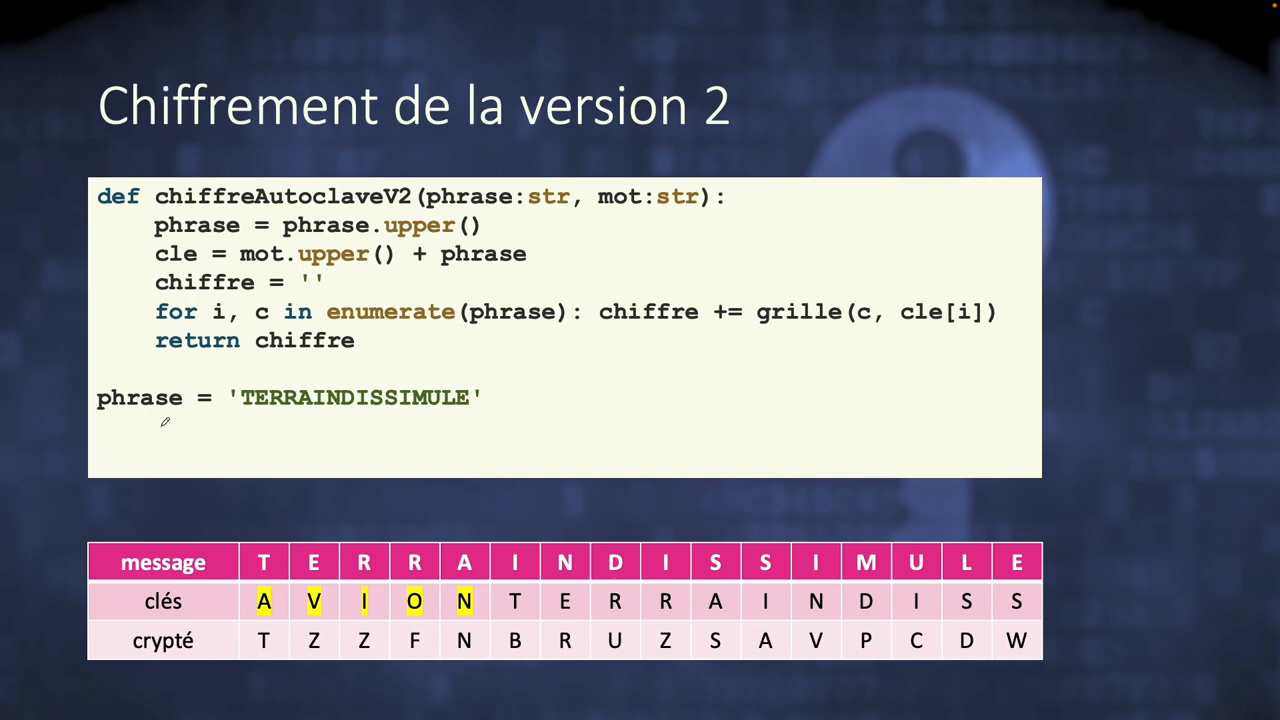 Chiffrement de la version 2
def chiffreAutoclaveV2(phrase:str, mot:str):
phrase = phrase.upper()
cle = mot.upper() + phrase
chiffre = ''
for i, c in enumerate(phrase): chiffre += grille(c, cle[i])
return chiffre
phrase = 'TERRAINDISSIMULE'
message T E R R A I N D I S S I M U L E
clés A V I O N T E R R A I N D I S S
crypté T Z Z F N B R U Z S A V P C D W